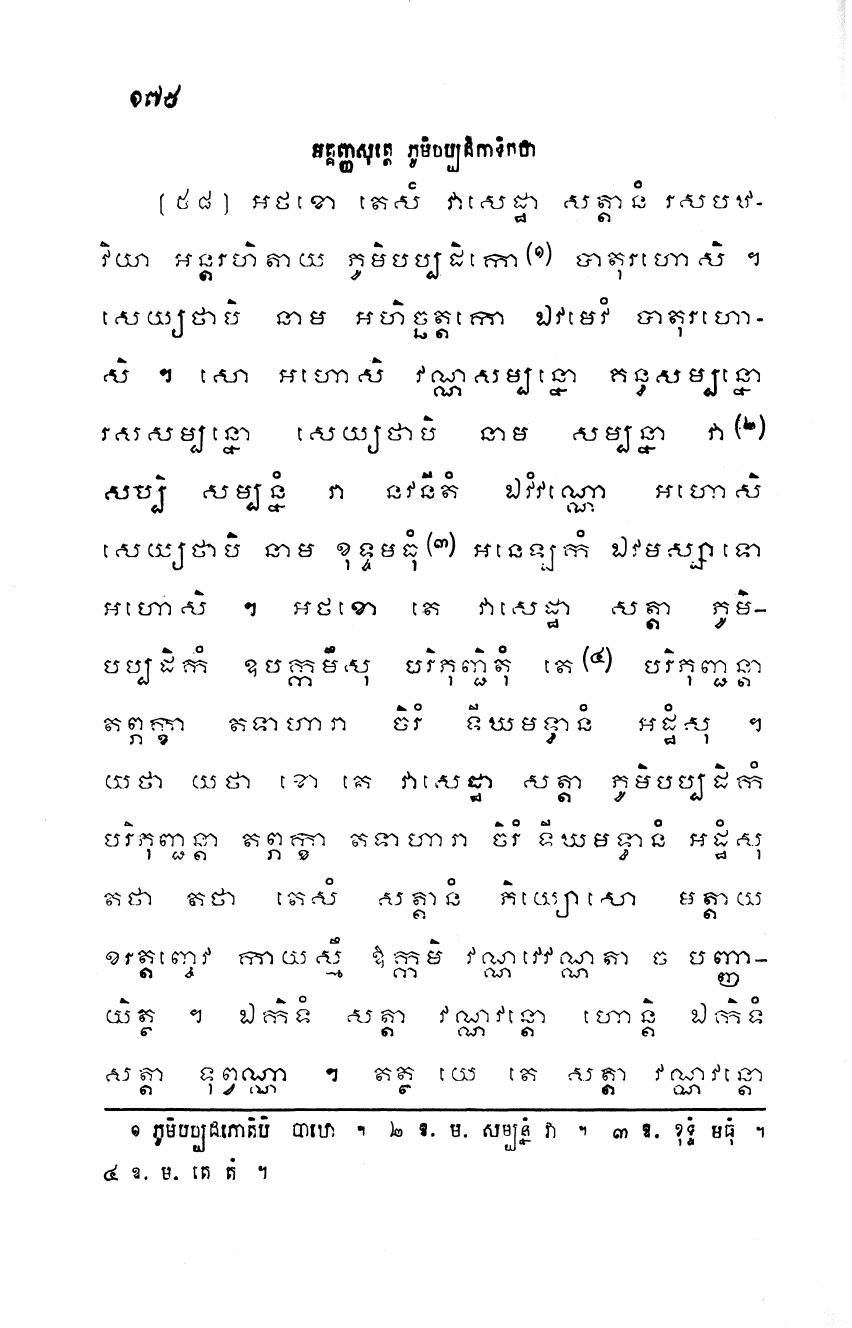 ១៧៥
អគ្គញ្ញសុត្តេ ភូមិបប្បដិកាទិកថា
[៥៨] អថខោ តេសំ វាសេដ្ឋា សត្តានំ រសបឋ-
វិយា អន្តរហិតាយ ភូមិបប្បដិកោ(១) បាតុរហោសិ ។
សេយ្យថាបិ នាម អហិច្ឆត្តកោ ឯវមេវំ បាតុរហោ-
សិ ។ សោ អហោសិ វណ្ណសម្បន្នោ គន្ធសម្បន្នោ
រសសម្បន្នោ សេយ្យថាបិ នាម សម្បន្នា វា(២)
សប្បិ សម្បន្នំ វា នវនីតំ ឯវំវណ្ណោ អហោសិ
សេយ្យថាបិ នាម ខុទ្ទមធុំ(៣) អនេឡកំ ឯវមស្សាទោ
អហោសិ ។ អថខោ តេ វាសេដ្ឋា សត្តា ភូមិ-
បប្បដិកំ ឧបក្កមឹសុ បរិភុញ្ជិតុំ តេ(៤) បរិភុញ្ជន្តា
តព្ភក្ខា តទាហារា ចិរំ ទីឃមទ្ធានំ អដ្ឋំសុ ។
យថា យថា ខោ តេ វាសេដ្ឋា សត្តា ភូមិបប្បដិកំ
បរិភុញ្ជន្តា តព្ភក្ខា តទាហារា ចិរំ ទីឃមទ្ធានំ អដ្ឋំសុ
តថា តថា តេសំ សត្តានំ ភិយ្យោសោ មត្តាយ
ខរត្តញ្ចេវ កាយស្មឹ ឱក្កមិ វណ្ណវេវណ្ណតា ច បញ្ញា-
យិត្ថ ។ ឯកិទំ សត្តា វណ្ណវន្តោ ហោន្តិ ឯកិទំ
សត្តា ទុព្វណ្ណា ។ តត្ថ យេ តេ សត្តា វណ្ណវន្តោ
១ ភូមិបប្បដកោតិបិ បាឋោ ។ ២ ឱ. ម. សម្បន្នំ វា ។ ៣ ឱ. ខុទ្ទំ មធុំ ។
៤ ឱ. ម. តេ តំ ។